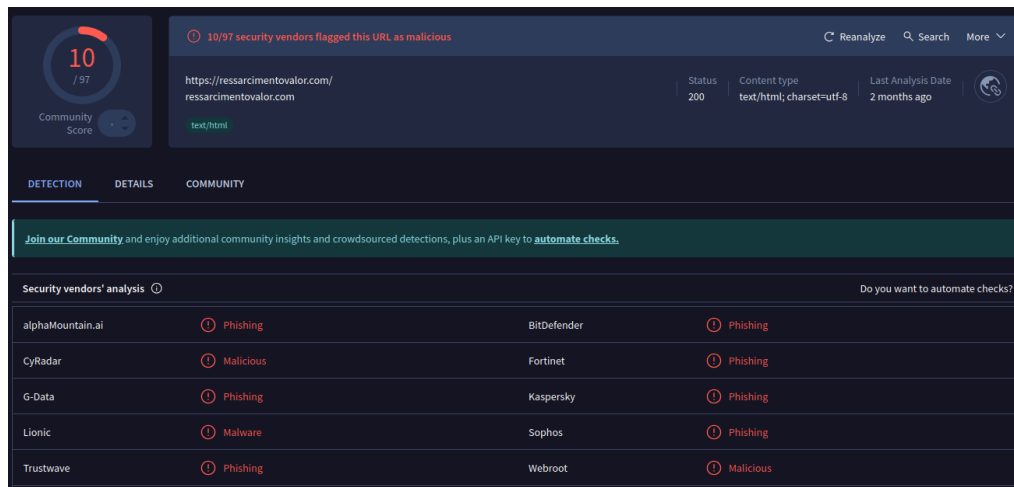 10
/ 97
Community
Score
10/97 security vendors flagged this URL as malicious
Reanalyze
Search
More
https://ressarcimentovalor.com/
ressarcimentovalor.com
text/html
Status
200
Content type
text/html; charset=utf-8
Last Analysis Date
2 months ago
DETECTION
DETAILS
COMMUNITY
Join our Community and enjoy additional community insights and crowdsourced detections, plus an API key to automate checks.
Security vendors' analysis
Do you want to automate checks?
alphaMountain.ai Phishing BitDefender Phishing
CyRadar Malicious Fortinet Phishing
G-Data Phishing Kaspersky Phishing
Lionic Malware Sophos Phishing
Trustwave Phishing Webroot Malicious